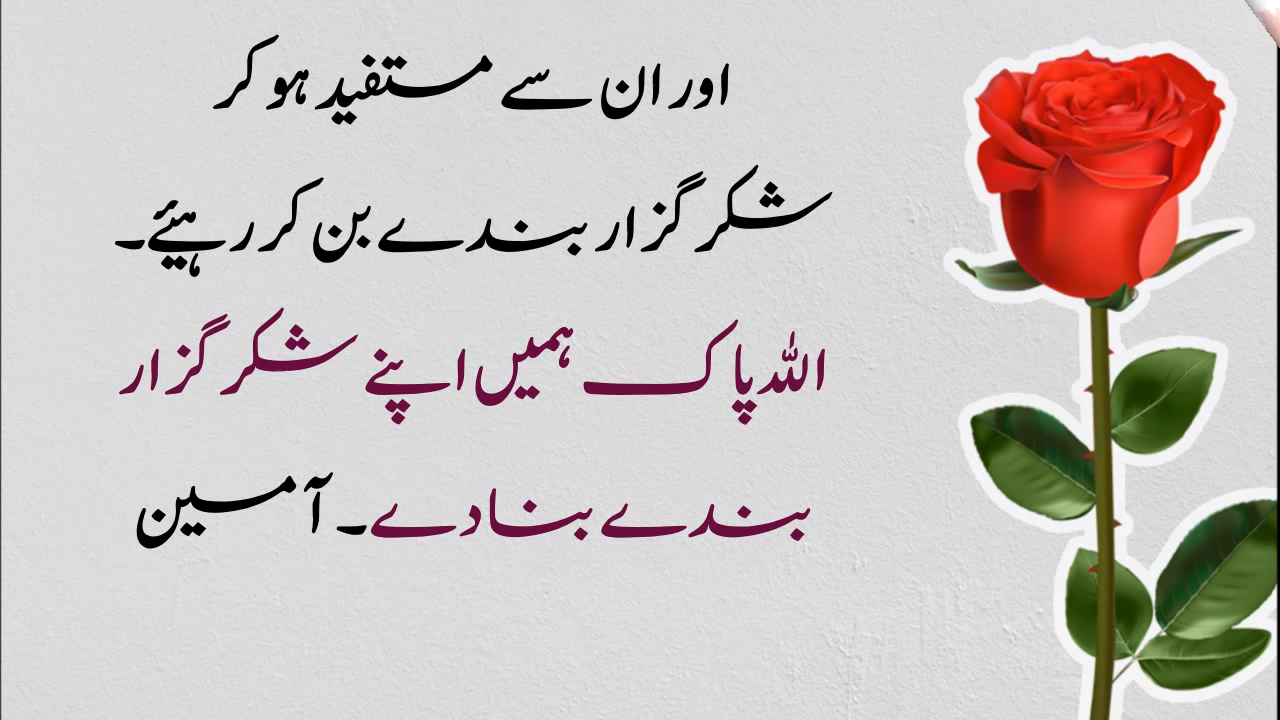 اور ان سے مستفید ہو کر
شکر گزار بندے بن کر رہیئے۔
اللہ پاک ہمیں اپنے شکر گزار
بندے بنا دے۔ آمین